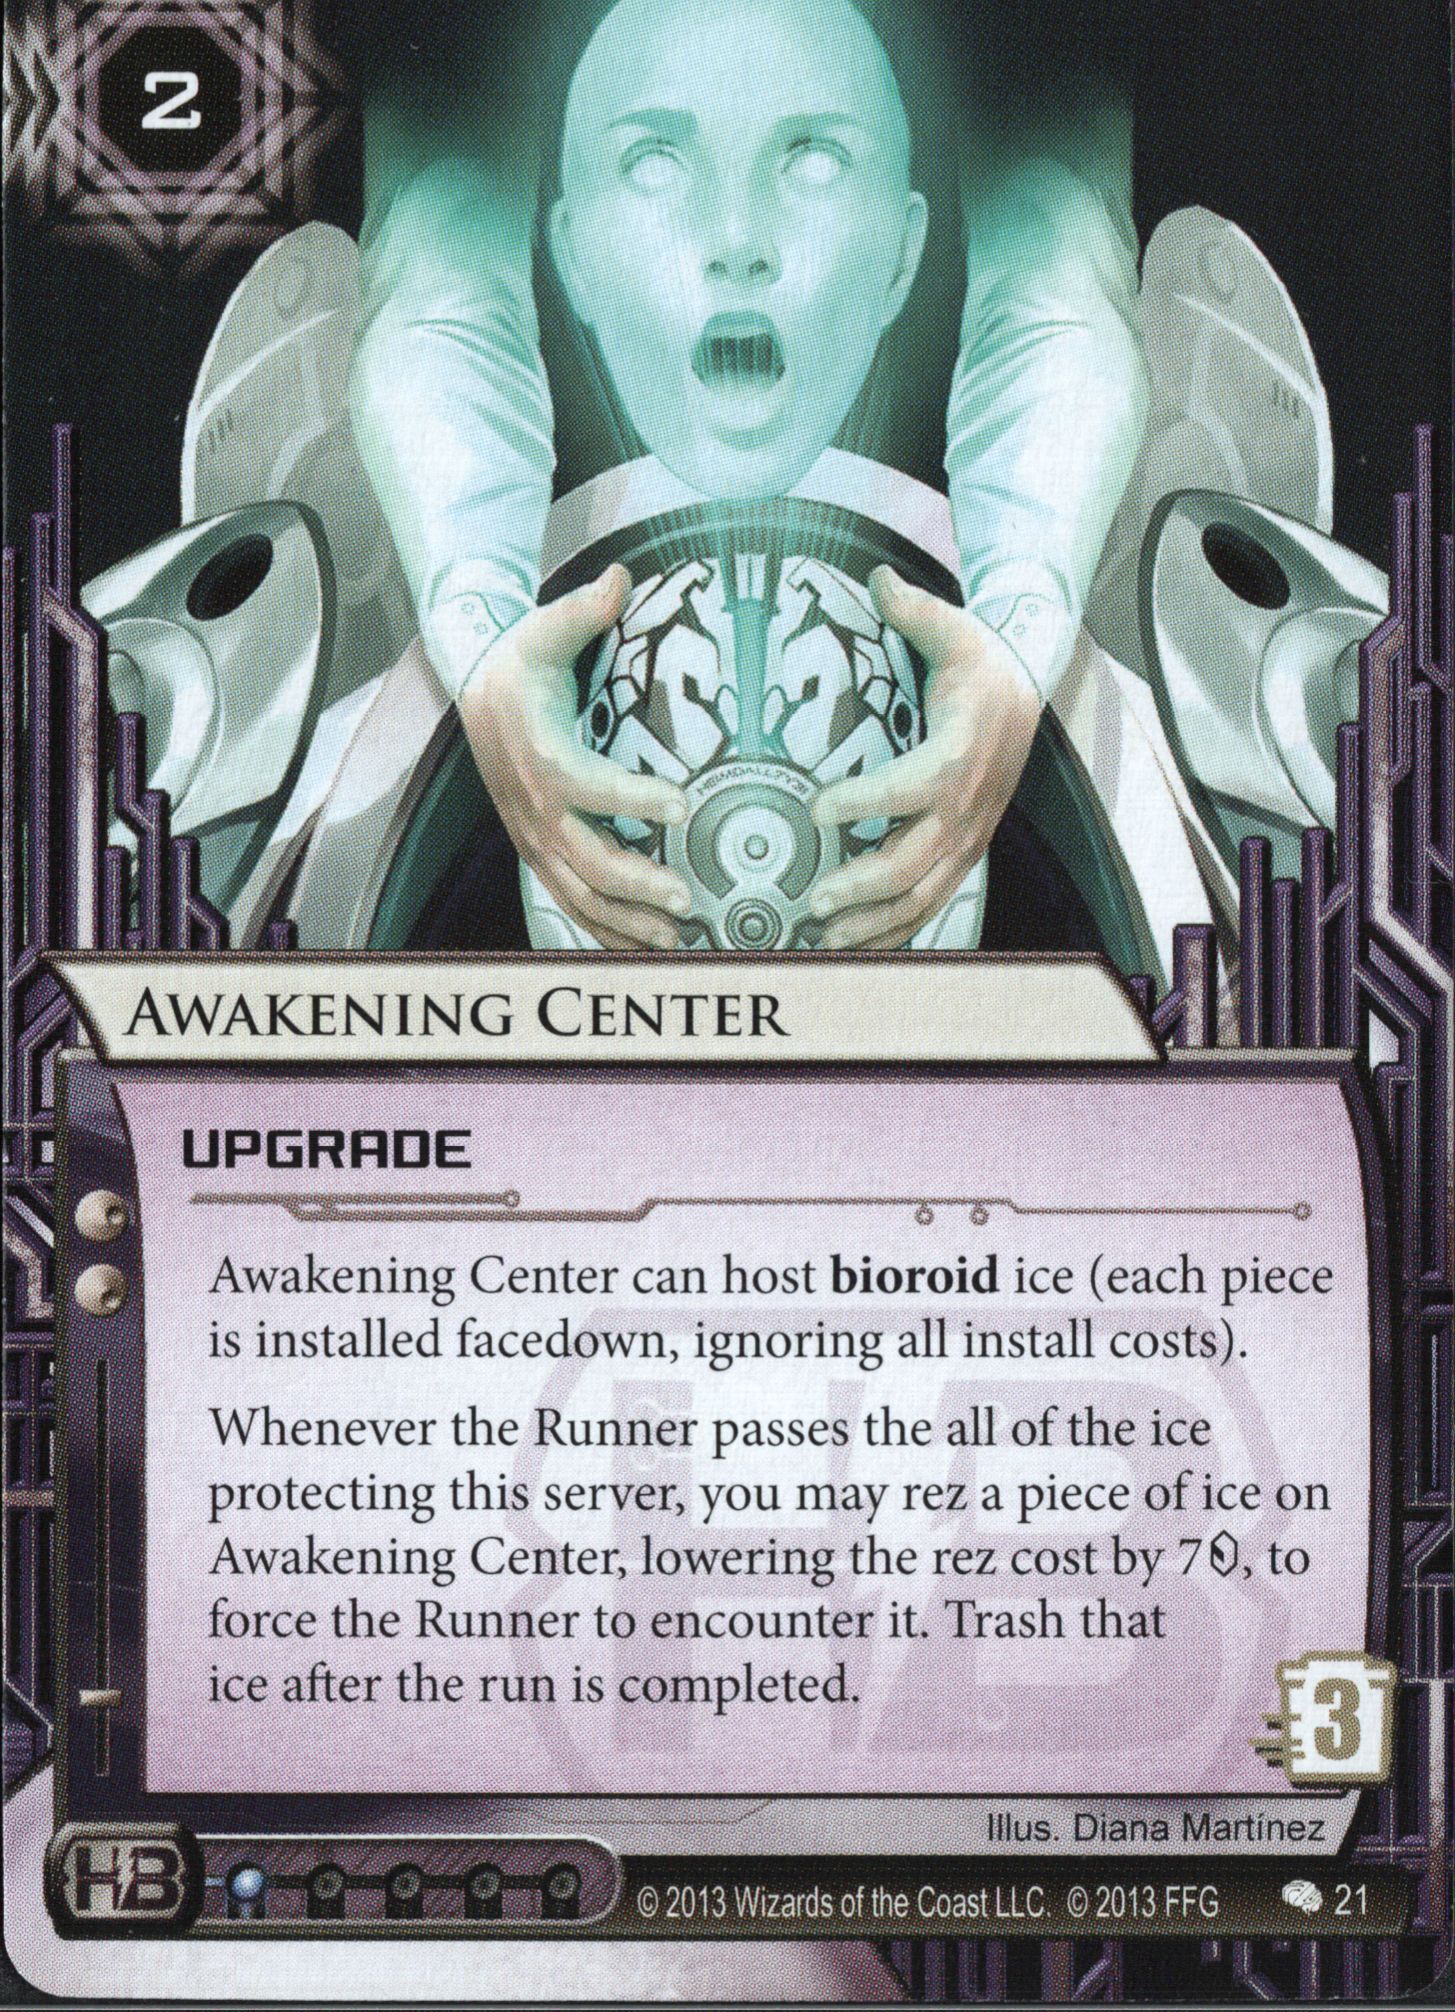 2
HEIMDALL
AWAKENING CENTER
UPGRADE
Awakening Center can host bioroid ice (each piece
is installed facedown, ignoring all install costs).
Whenever the Runner passes the all of the ice
protecting this server, you may rez a piece of ice on
Awakening Center, lowering the rez cost by 7, to
force the Runner to encounter it. Trash that
ice after the run is completed.
3
Illus. Diana Martínez
HB
© 2013 Wizards of the Coast LLC. © 2013 FFG
21